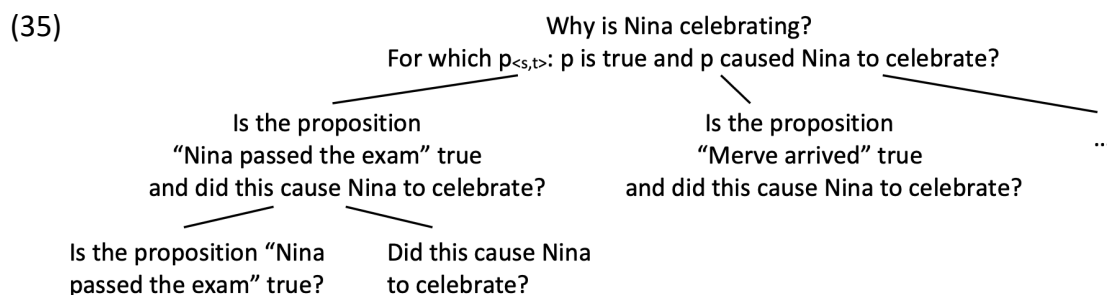 (35)
Why is Nina celebrating?
For which p<s,t>: p is true and p caused Nina to celebrate?
Is the proposition
“Nina passed the exam” true
and did this cause Nina to celebrate?
Is the proposition
“Merve arrived” true
and did this cause Nina to celebrate?
..
Is the proposition “Nina
passed the exam” true?
Did this cause Nina
to celebrate?